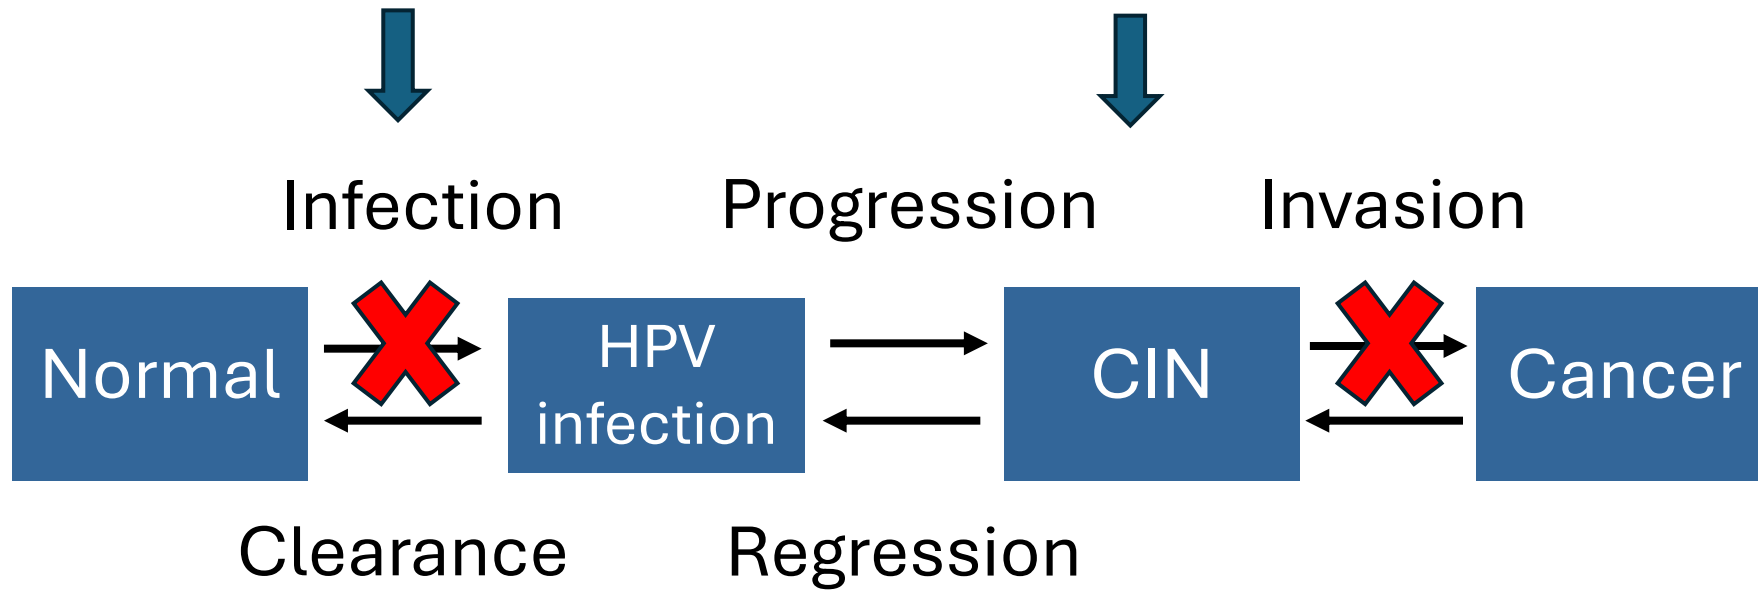 Infection
Progression
Invasion
Normal
HPV
infection
CIN
Cancer
Clearance
Regression